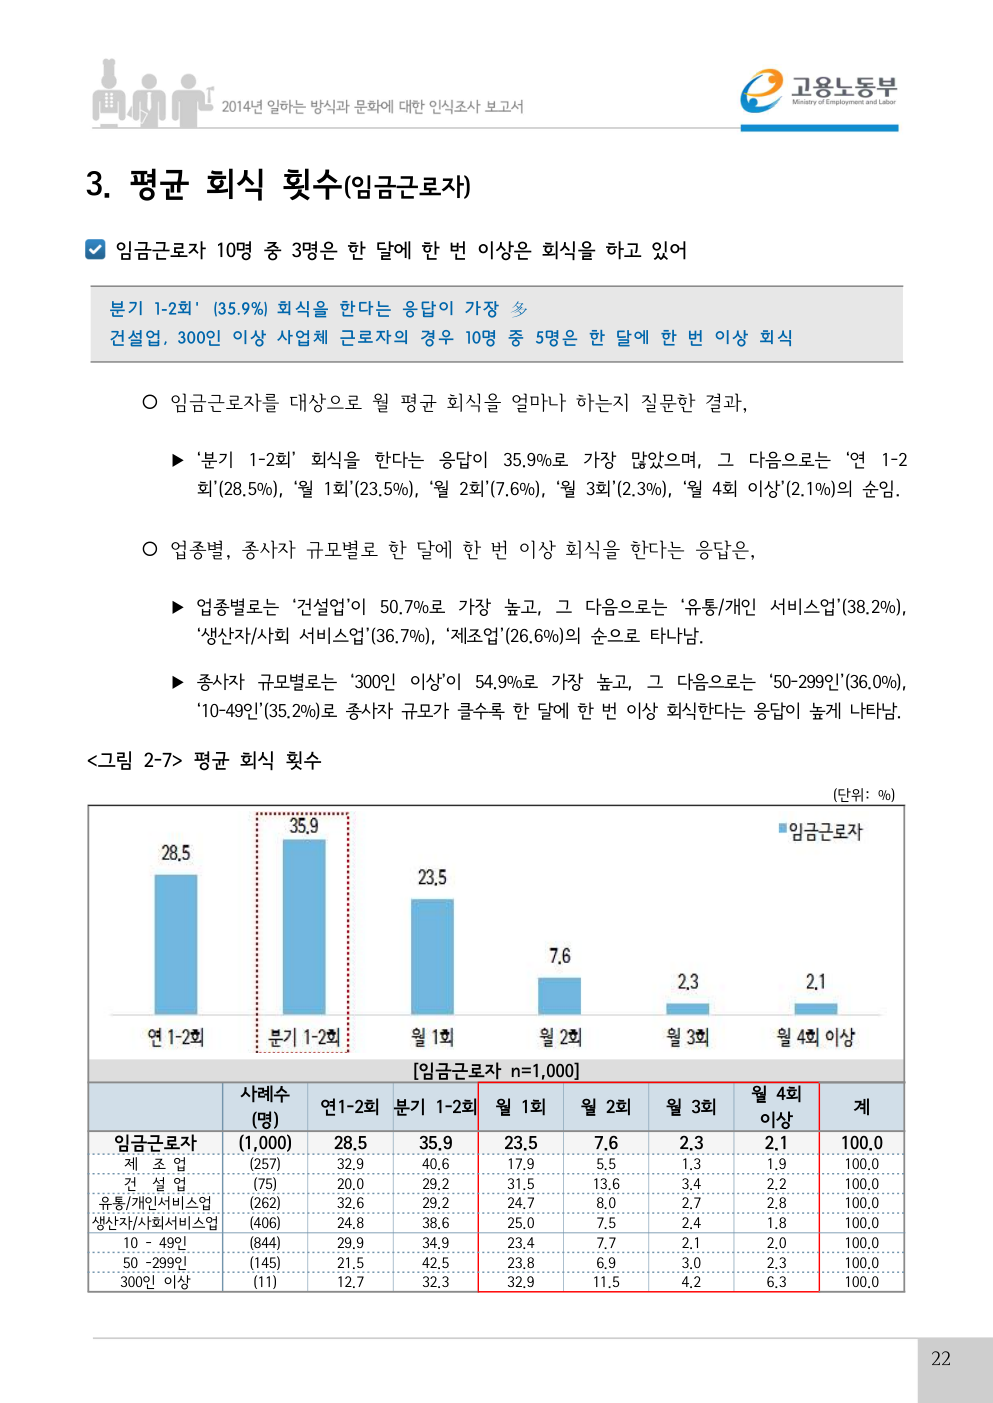 2014년 일하는 방식과 문화에 대한 인식조사 보고서
고용노동부
Ministry of Employment and Labor
3. 평균 회식 횟수(임금근로자)
임금근로자 10명 중 3명은 한 달에 한 번 이상은 회식을 하고 있어
분기 1-2회' (35.9%) 회식을 한다는 응답이 가장 多
건설업, 300인 이상 사업체 근로자의 경우 10명 중 5명은 한 달에 한 번 이상 회식
○ 임금근로자를 대상으로 월 평균 회식을 얼마나 하는지 질문한 결과,
▶ ‘분기 1-2회’ 회식을 한다는 응답이 35.9%로 가장 많았으며, 그 다음으로는 ‘연 1-2
회’(28.5%), ‘월 1회’(23.5%), ‘월 2회’(7.6%), ‘월 3회’(2.3%), ‘월 4회 이상’(2.1%)의 순임.
○ 업종별, 종사자 규모별로 한 달에 한 번 이상 회식을 한다는 응답은,
▶ 업종별로는 ‘건설업’이 50.7%로 가장 높고, 그 다음으로는 ‘유통/개인 서비스업’(38.2%),
‘생산자/사회 서비스업’(36.7%), ‘제조업’(26.6%)의 순으로 타나남.
▶ 종사자 규모별로는 ‘300인 이상’이 54.9%로 가장 높고, 그 다음으로는 ‘50-299인’(36.0%),
‘10-49인’(35.2%)로 종사자 규모가 클수록 한 달에 한 번 이상 회식한다는 응답이 높게 나타남.
<그림 2-7> 평균 회식 횟수
(단위: %)
임금근로자
28.5 35.9 23.5 7.6 2.3 2.1
연 1-2회 분기 1-2회 월 1회 월 2회 월 3회 월 4회 이상
[임금근로자 n=1,000]
사례수 (명) 연1-2회 분기 1-2회 월 1회 월 2회 월 3회 월 4회 이상 계
임금근로자 (1,000) 28.5 35.9 23.5 7.6 2.3 2.1 100.0
제 조 업 (257) 32.9 40.6 17.9 5.5 1.3 1.9 100.0
건 설 업 (75) 20.0 29.2 31.5 13.6 3.4 2.2 100.0
유통/개인서비스업 (262) 32.6 29.2 24.7 8.0 2.7 2.8 100.0
생산자/사회서비스업 (406) 24.8 38.6 25.0 7.5 2.4 1.8 100.0
10 - 49인 (844) 29.9 34.9 23.4 7.7 2.1 2.0 100.0
50 -299인 (145) 21.5 42.5 23.8 6.9 3.0 2.3 100.0
300인 이상 (11) 12.7 32.3 32.9 11.5 4.2 6.3 100.0
22